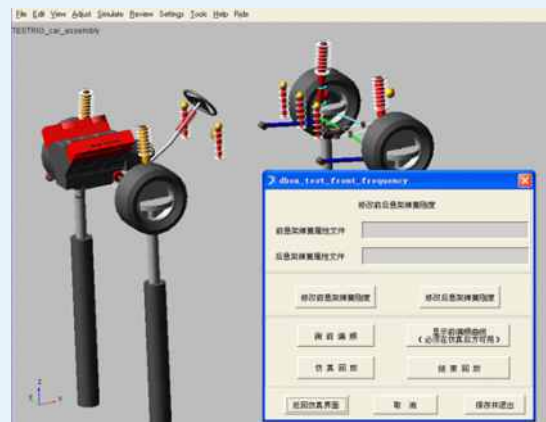 File Edit View Adjust Simulate Review Settings Tools Help Ride
TESTRIG_car_assembly
dbox_test_front_frequency
修改前后悬架弹簧刚度
前悬架弹簧属性文件
后悬架弹簧属性文件
修改前悬架弹簧刚度 修改后悬架弹簧刚度
测前偏频 显示前偏频曲线
(必须在仿真后方可用)
仿真回放 结束回放
返回仿真界面 取消 保存并退出